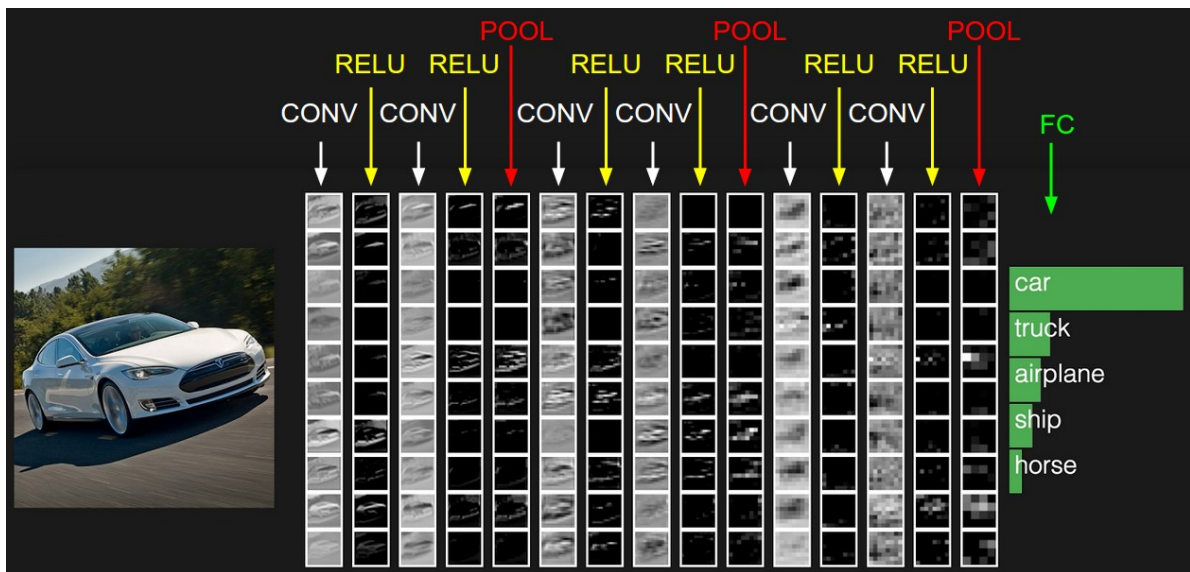 POOL POOL POOL
RELU RELU RELU RELU RELU RELU
CONV CONV CONV CONV CONV CONV
FC
car
truck
airplane
ship
horse